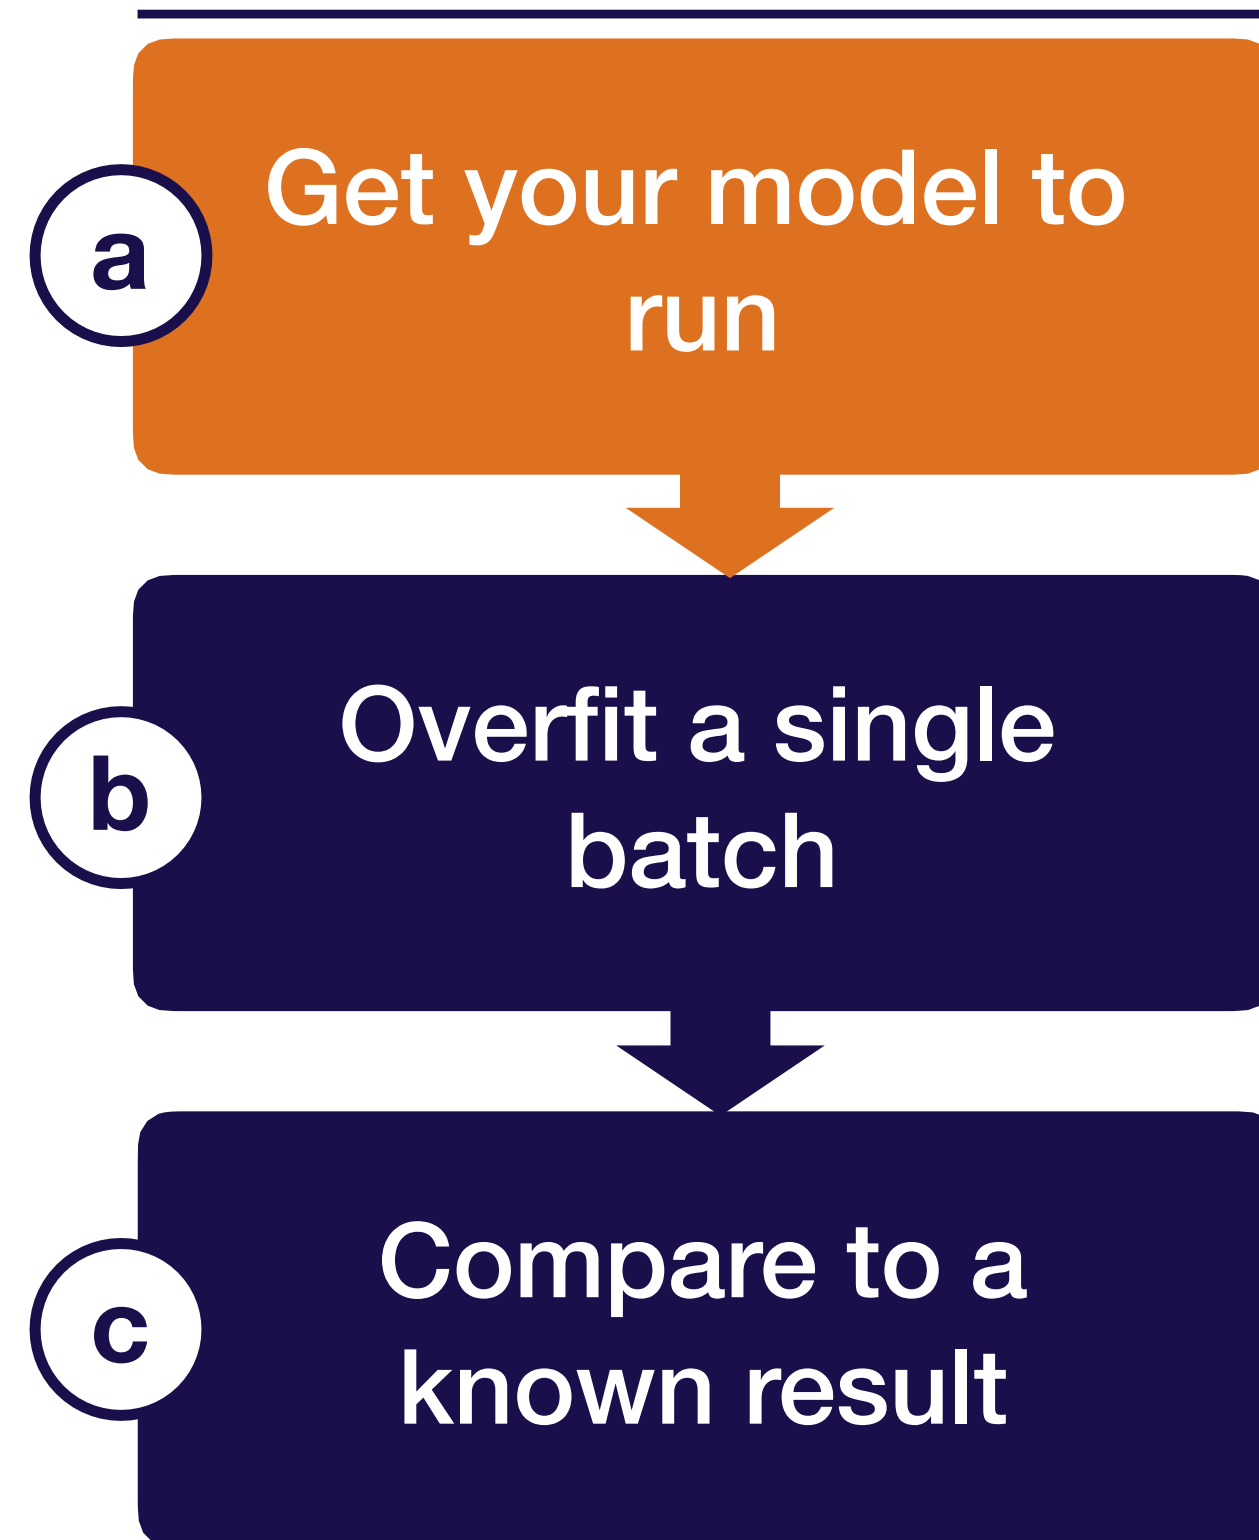 a
Get your model to
run
b
Overfit a single
batch
c
Compare to a
known result